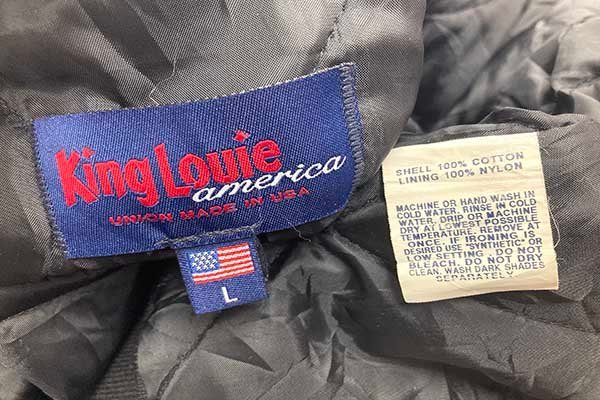 King Louie
america
UNION MADE IN USA
L
SHELL 100% COTTON
LINING 100% NYLON
MACHINE OR HAND WASH IN
COLD WATER, RINSE IN COLD
WATER, DRIP OR MACHINE
DRY AT LOWEST POSSIBLE
TEMPERATURE. REMOVE AT
ONCE. IF IRONING IS
DESIRED USE "SYNTHETIC" OR
LOW SETTING. DO NOT
BLEACH. DO NOT DRY
CLEAN. WASH DARK SHADES
SEPARATELY.